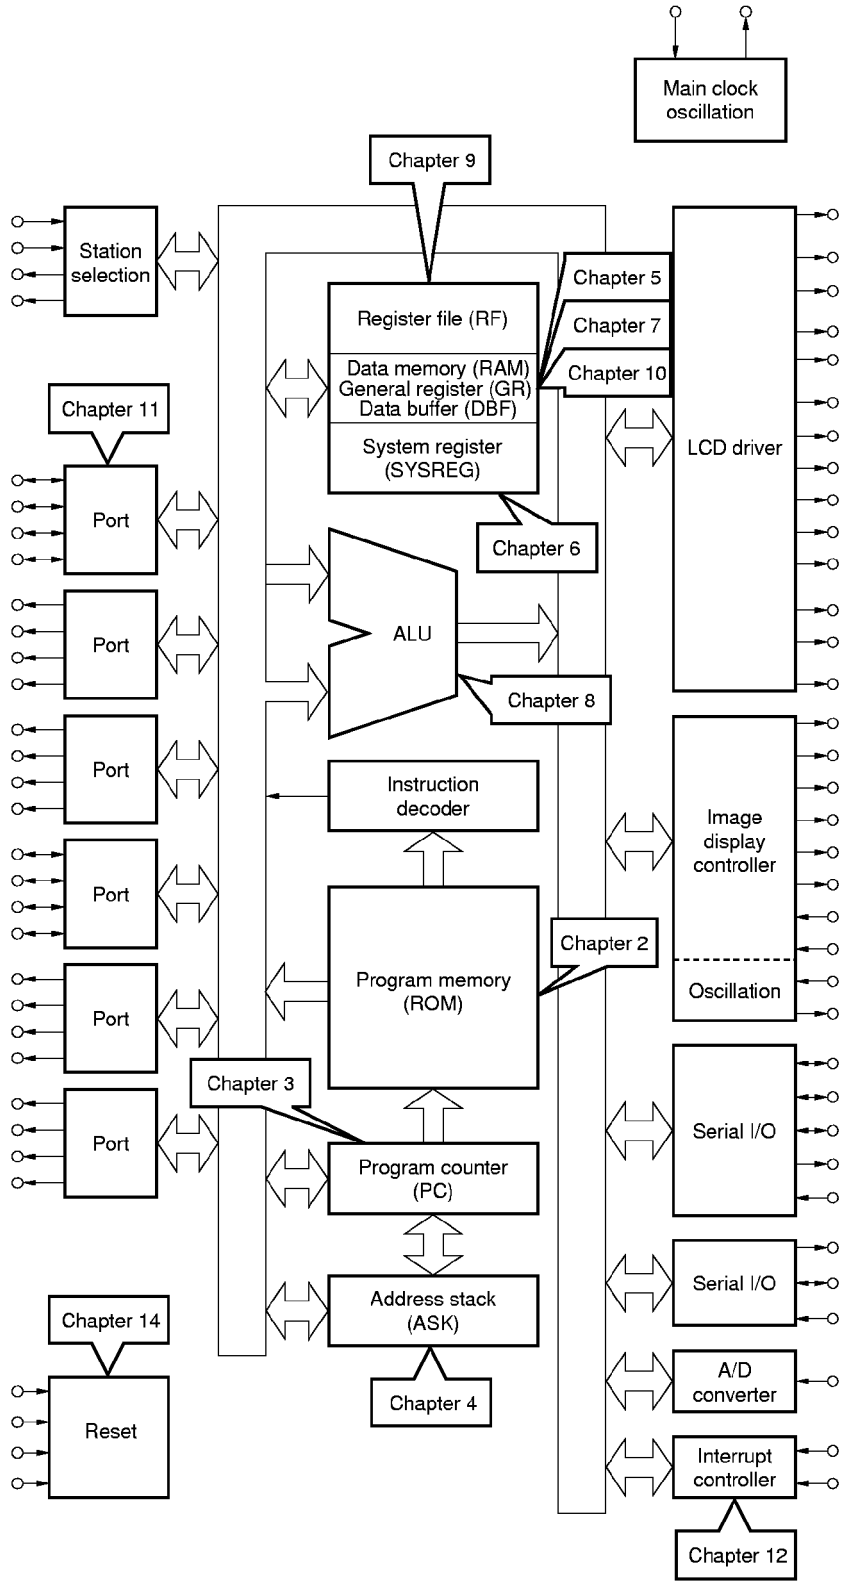 Main clock
oscillation
Chapter 9
Station
selection
Register file (RF)
Data memory (RAM)
General register (GR)
Data buffer (DBF)
System register
(SYSREG)
Chapter 5
Chapter 7
Chapter 10
LCD driver
Chapter 11
Port
Chapter 6
Port
ALU
Chapter 8
Port
Instruction
decoder
Image
display
controller
Port
Chapter 2
Program memory
(ROM)
Oscillation
Port
Chapter 3
Port
Program counter
(PC)
Serial I/O
Address stack
(ASK)
Serial I/O
Chapter 14
Reset
Chapter 4
A/D
converter
Interrupt
controller
Chapter 12